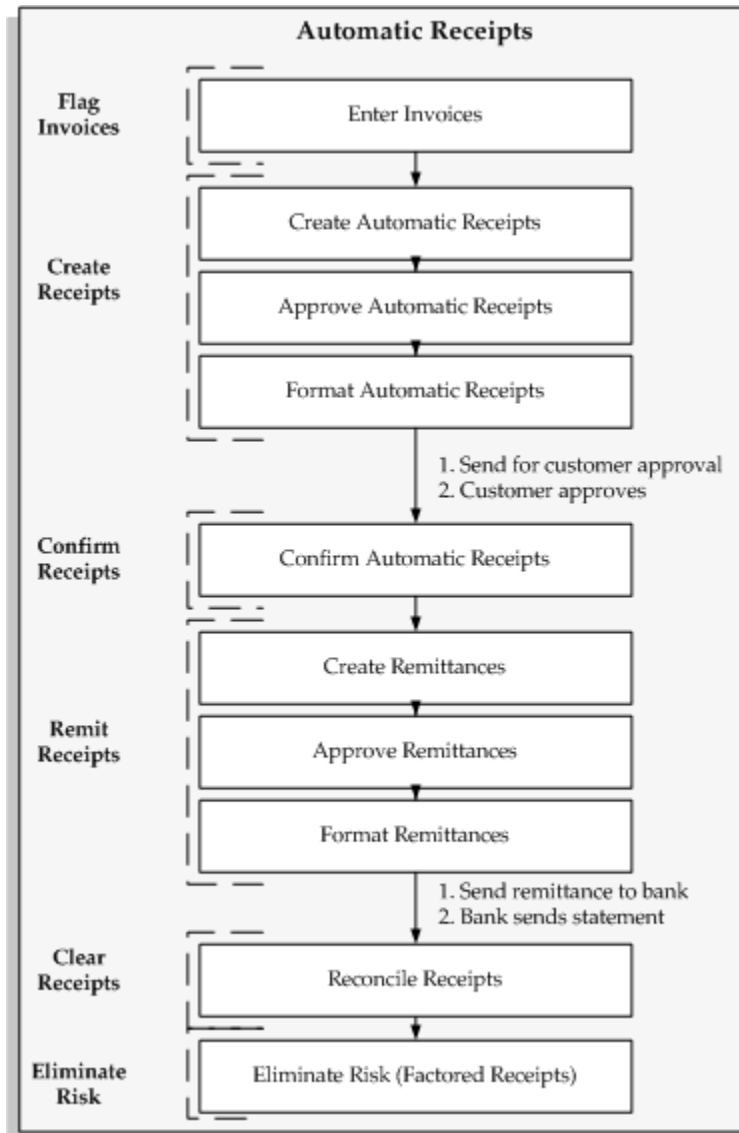 Automatic Receipts
Flag
Invoices
Enter Invoices
Create
Receipts
Create Automatic Receipts
Approve Automatic Receipts
Format Automatic Receipts
1. Send for customer approval
2. Customer approves
Confirm
Receipts
Confirm Automatic Receipts
Remit
Receipts
Create Remittances
Approve Remittances
Format Remittances
1. Send remittance to bank
2. Bank sends statement
Clear
Receipts
Reconcile Receipts
Eliminate
Risk
Eliminate Risk (Factored Receipts)